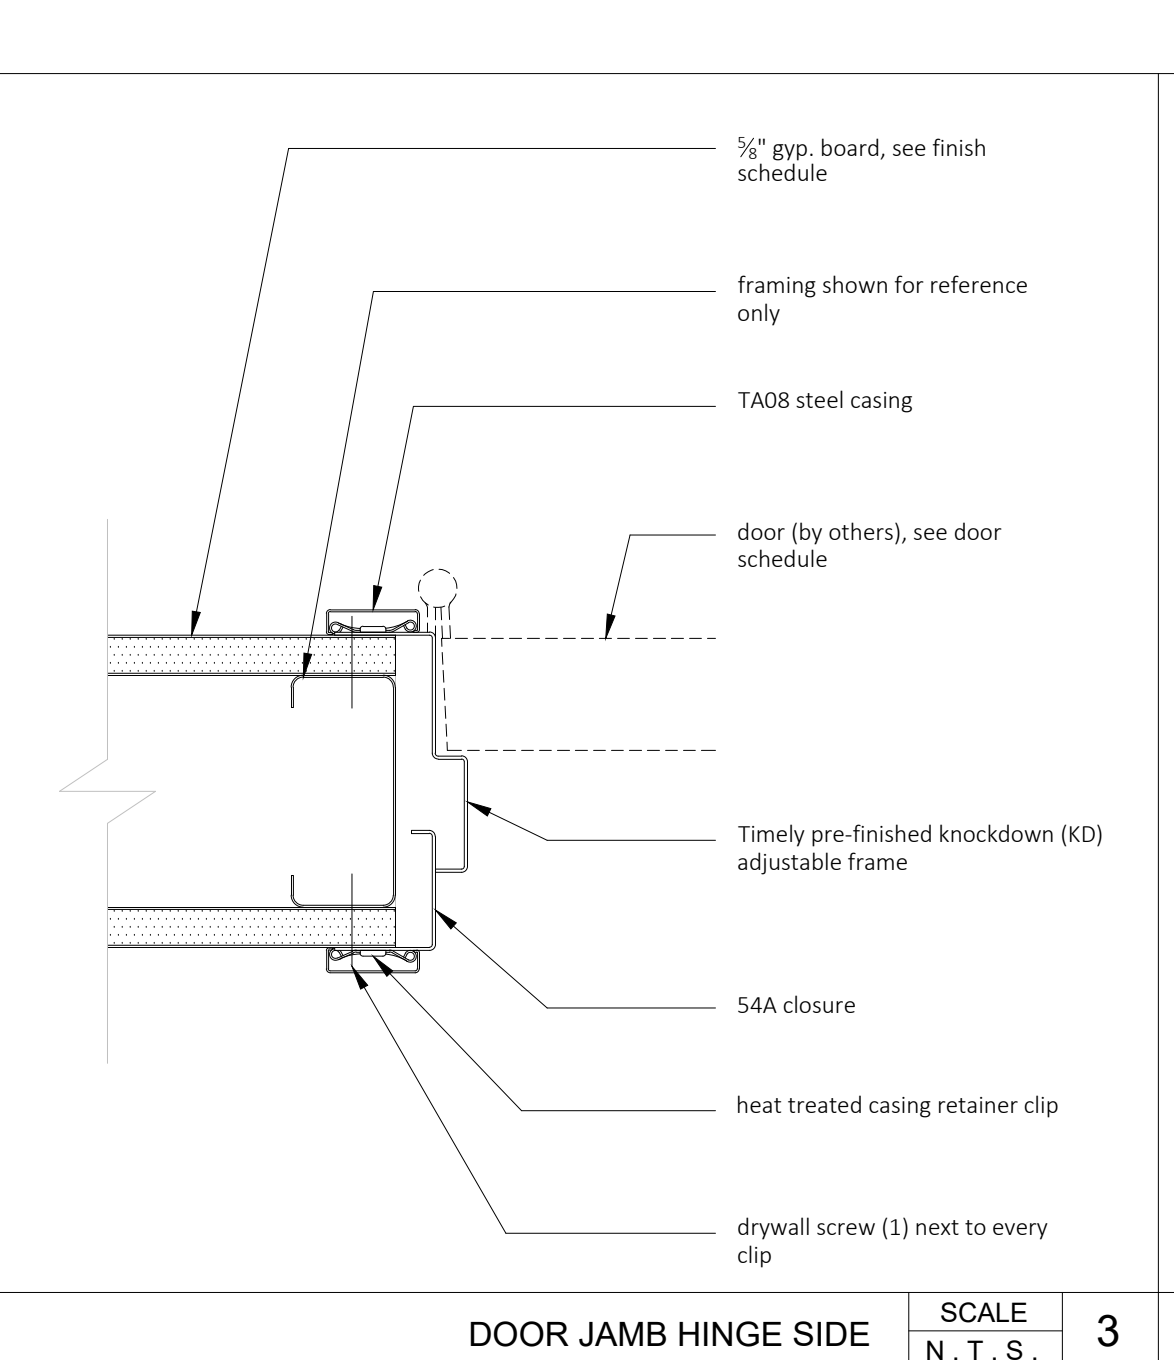 ⅝" gyp. board, see finish
schedule
framing shown for reference
only
TA08 steel casing
door (by others), see door
schedule
Timely pre-finished knockdown (KD)
adjustable frame
54A closure
heat treated casing retainer clip
drywall screw (1) next to every
clip
DOOR JAMB HINGE SIDE
SCALE
N.T.S.
3